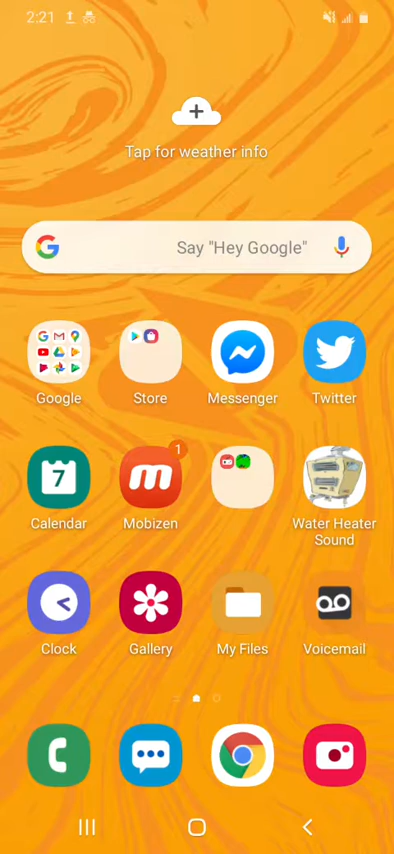 2:21
Tap for weather info
Say "Hey Google"
Google
Store
Messenger
Twitter
7
1
Calendar
Mobizen
Water Heater
Sound
Clock
Gallery
My Files
Voicemail